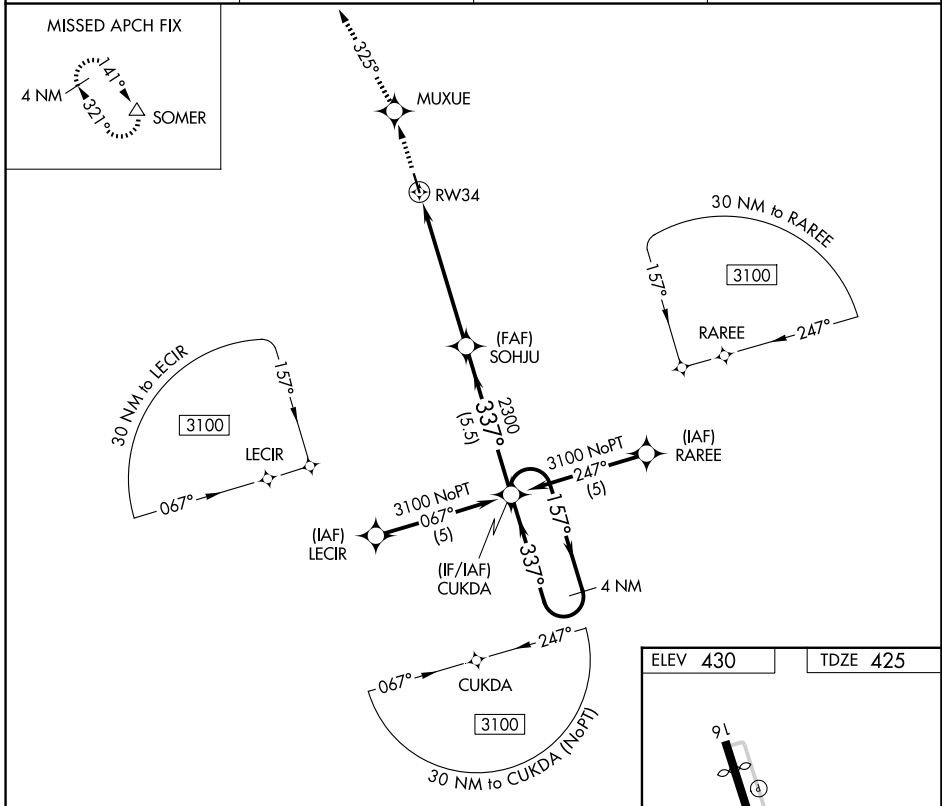 MISSED APCH FIX
4 NM
141°
321°
SOMER
325°
MUXUE
RW34
30 NM to RAREE
3100
157°
RAREE
247°
(FAF)
SOHJU
2300
337°
(5.5)
30 NM to LECIR
3100
157°
LECIR
067°
(IAF)
RAREE
3100 NoPT
247°
(5)
3100 NoPT
067°
(5)
(IAF)
LECIR
(IF/IAF)
CUKDA
157°
337°
4 NM
067°
247°
CUKDA
3100
30 NM to CUKDA (NoPT)
ELEV 430
TDZE 425
16
P